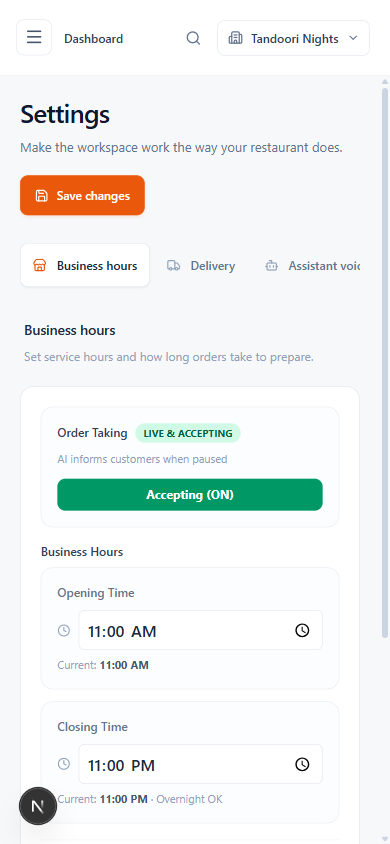 Dashboard
Tandoori Nights
Settings
Make the workspace work the way your restaurant does.
Save changes
Business hours
Delivery
Assistant voic
Business hours
Set service hours and how long orders take to prepare.
Order Taking
LIVE & ACCEPTING
AI informs customers when paused
Accepting (ON)
Business Hours
Opening Time
11:00 AM
Current: 11:00 AM
Closing Time
11:00 PM
Current: 11:00 PM · Overnight OK
N